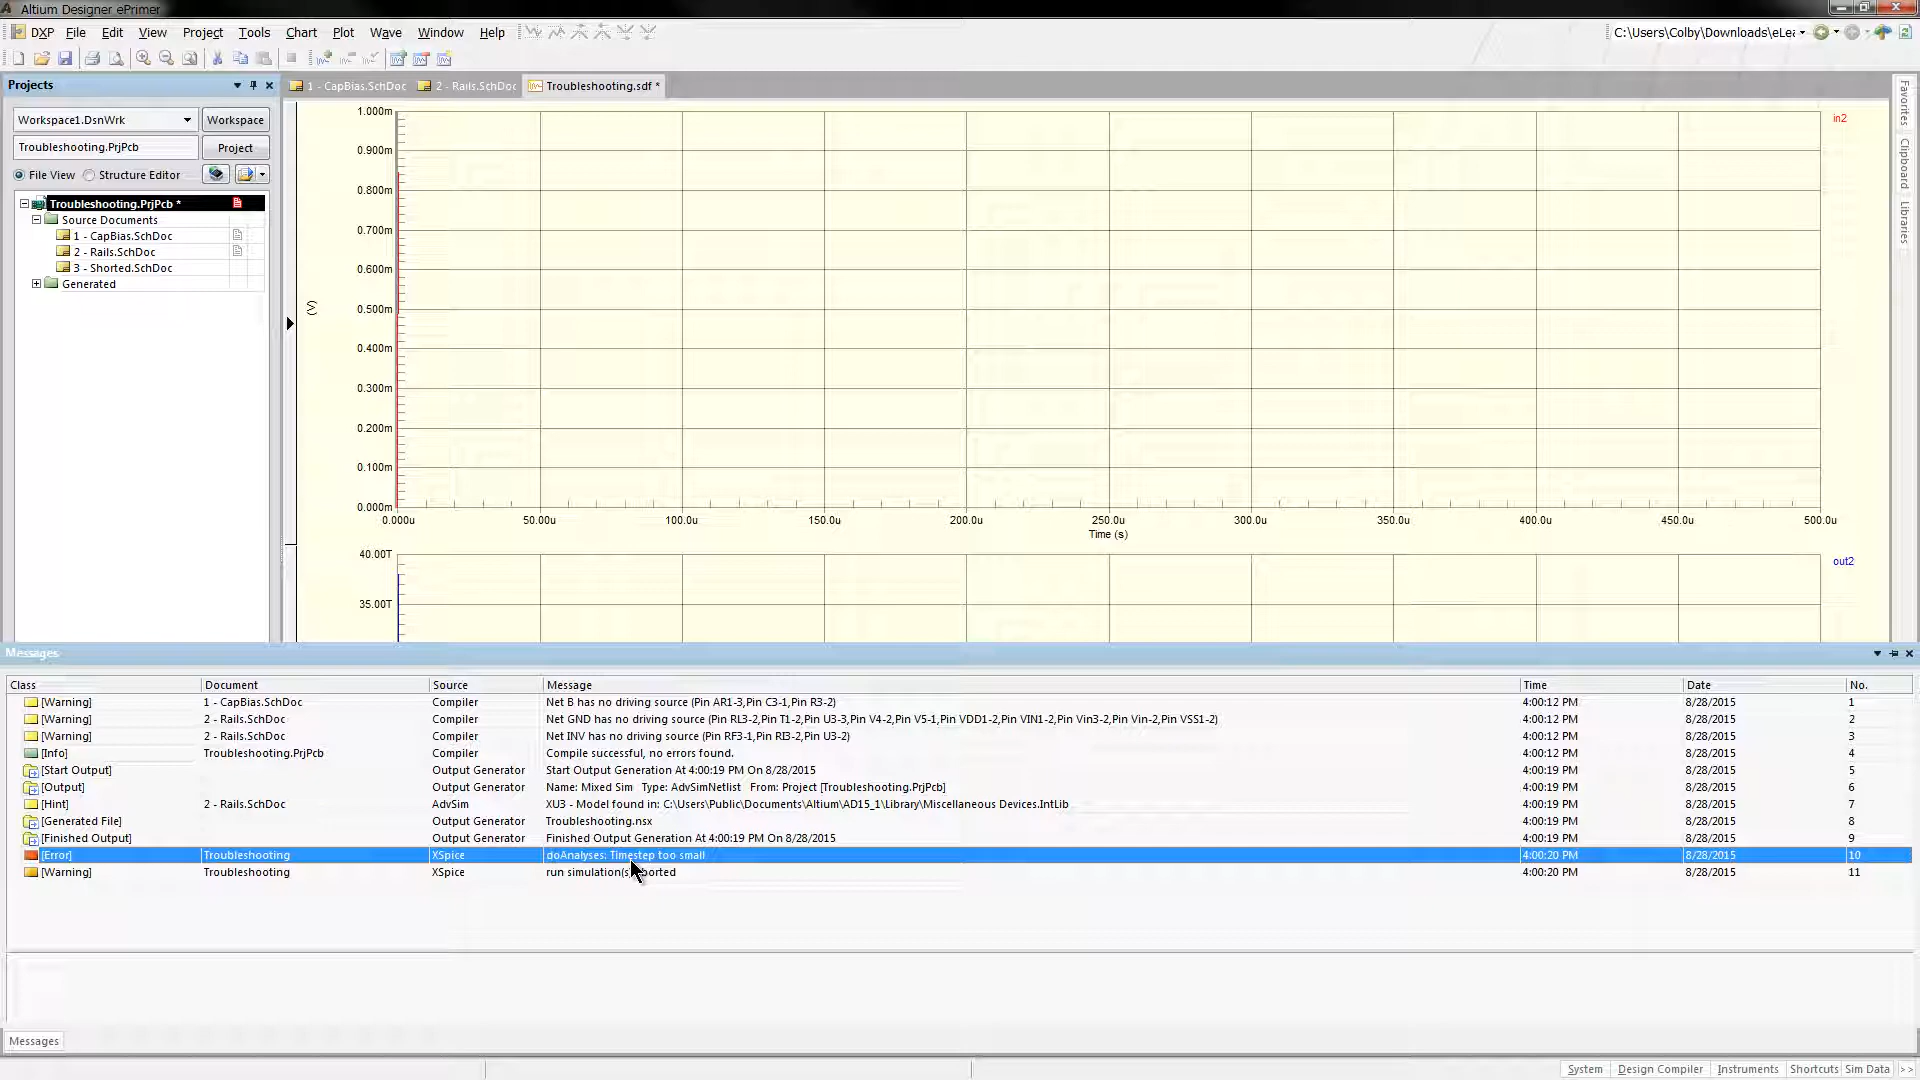 Altium Designer ePrimer
DXP File Edit View Project Tools Chart Plot Wave Window Help C:\Users\Colby\Downloads\eLea
Projects
1 - CapBias.SchDoc 2 - Rails.SchDoc Troubleshooting.sdf *
Workspace1.DsnWrk Workspace
Troubleshooting.PrjPcb Project
File View Structure Editor
Troubleshooting.PrjPcb *
Source Documents
1 - CapBias.SchDoc
2 - Rails.SchDoc
3 - Shorted.SchDoc
Generated
1.000m
0.900m
0.800m
0.700m
0.600m
0.500m
0.400m
0.300m
0.200m
0.100m
0.000m
(V)
in2
0.000u 50.00u 100.0u 150.0u 200.0u 250.0u 300.0u 350.0u 400.0u 450.0u 500.0u
Time (s)
40.00T
35.00T
out2
Favorites
Clipboard
Libraries
Messages
Class Document Source Message Time Date No.
[Warning] 1 - CapBias.SchDoc Compiler Net B has no driving source (Pin AR1-3,Pin C3-1,Pin R3-2) 4:00:12 PM 8/28/2015 1
[Warning] 2 - Rails.SchDoc Compiler Net GND has no driving source (Pin RL3-2,Pin T1-2,Pin U3-3,Pin V4-2,Pin V5-1,Pin VDD1-2,Pin VIN1-2,Pin Vin3-2,Pin Vin-2,Pin VSS1-2) 4:00:12 PM 8/28/2015 2
[Warning] 2 - Rails.SchDoc Compiler Net INV has no driving source (Pin RF3-1,Pin RI3-2,Pin U3-2) 4:00:12 PM 8/28/2015 3
[Info] Troubleshooting.PrjPcb Compiler Compile successful, no errors found. 4:00:12 PM 8/28/2015 4
[Start Output] Output Generator Start Output Generation At 4:00:19 PM On 8/28/2015 4:00:19 PM 8/28/2015 5
[Output] Output Generator Name: Mixed Sim Type: AdvSimNetlist From: Project [Troubleshooting.PrjPcb] 4:00:19 PM 8/28/2015 6
[Hint] 2 - Rails.SchDoc AdvSim XU3 - Model found in: C:\Users\Public\Documents\Altium\AD15_1\Library\Miscellaneous Devices.IntLib 4:00:19 PM 8/28/2015 7
[Generated File] Output Generator Troubleshooting.nsx 4:00:19 PM 8/28/2015 8
[Finished Output] Output Generator Finished Output Generation At 4:00:19 PM On 8/28/2015 4:00:19 PM 8/28/2015 9
[Error] Troubleshooting XSpice doAnalyses: Timestep too small 4:00:20 PM 8/28/2015 10
[Warning] Troubleshooting XSpice run simulation(s) aborted 4:00:20 PM 8/28/2015 11
Messages
System Design Compiler Instruments Shortcuts Sim Data >>